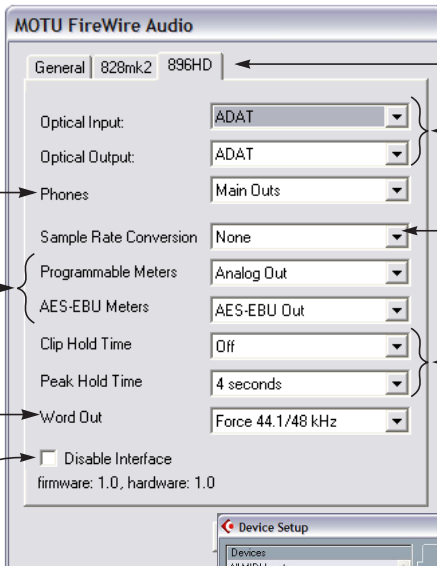 MOTU FireWire Audio
General 828mk2 896HD
Optical Input: ADAT
Optical Output: ADAT
Phones Main Outs
Sample Rate Conversion None
Programmable Meters Analog Out
AES-EBU Meters AES-EBU Out
Clip Hold Time Off
Peak Hold Time 4 seconds
Word Out Force 44.1/48 kHz
Disable Interface
firmware: 1.0, hardware: 1.0
Device Setup
Devices